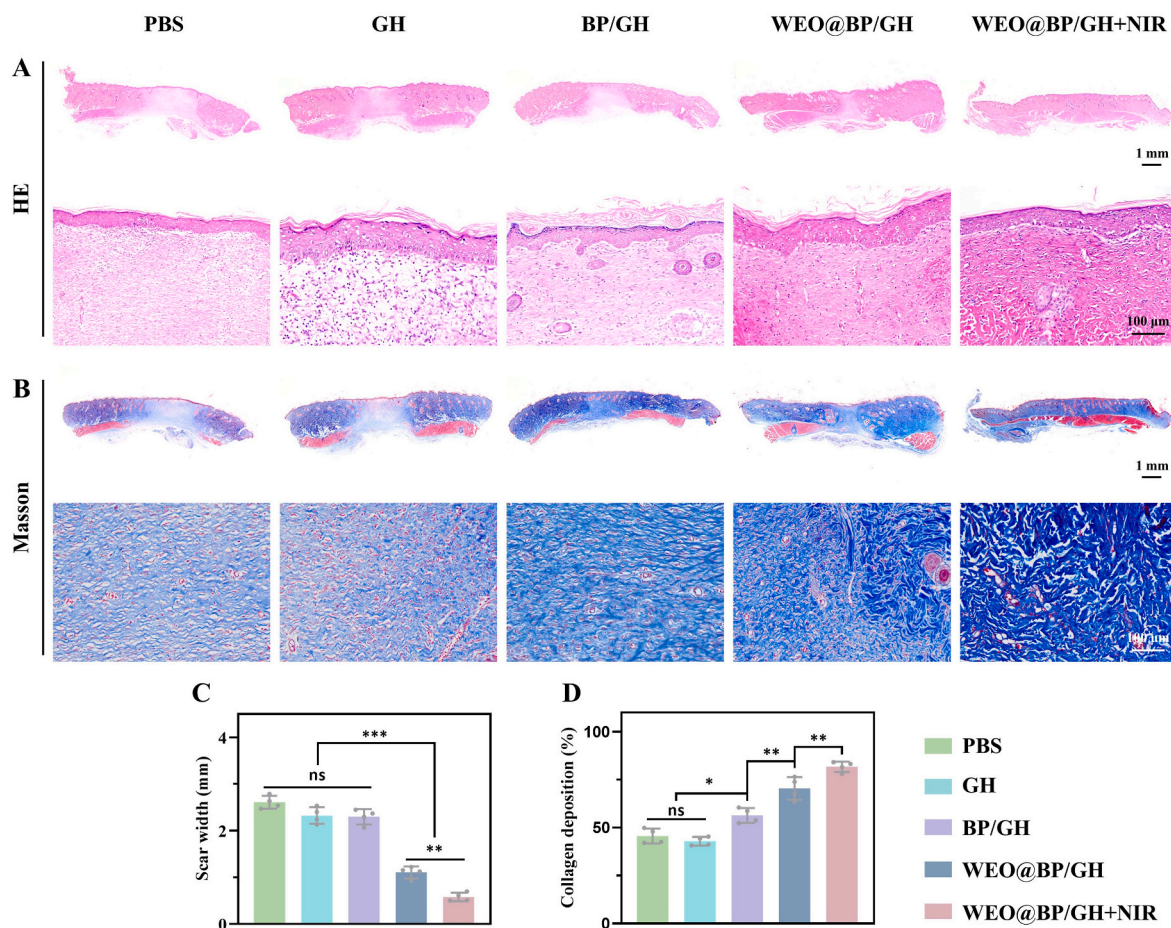 PBS GH BP/GH WEO@BP/GH WEO@BP/GH+NIR
A
1 mm
HE
100 μm
B
1 mm
Masson
100 μm
C
Scar width (mm)
4
2
0
ns
***
**
D
Collagen deposition (%)
100
50
0
ns
*
**
**
PBS
GH
BP/GH
WEO@BP/GH
WEO@BP/GH+NIR